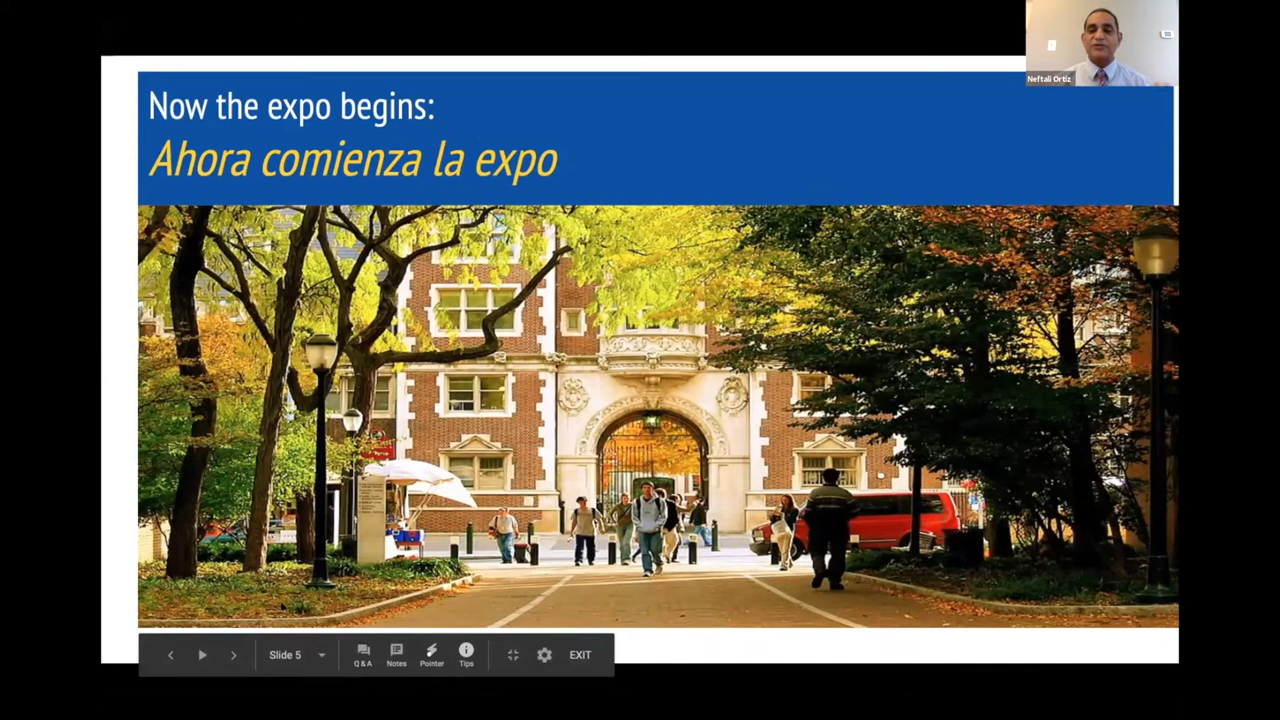 Neftali Ortiz
Now the expo begins:
Ahora comienza la expo
Slide 5
Q & A
Notes
Pointer
Tips
EXIT